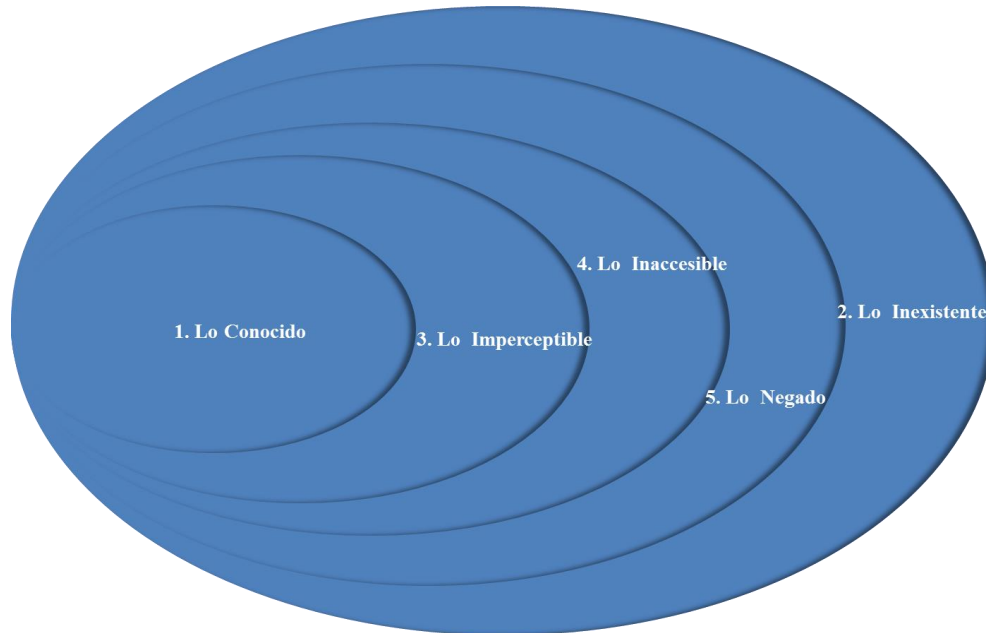 4. Lo Inaccesible
2. Lo Inexistente
1. Lo Conocido
3. Lo Imperceptible
5. Lo Negado